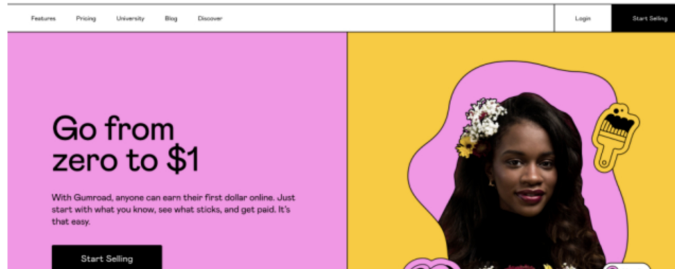 Features Pricing University Blog Discover Login Start Selling
Go from
zero to $1
With Gumroad, anyone can earn their first dollar online. Just
start with what you know, see what sticks, and get paid. It's
that easy.
Start Selling